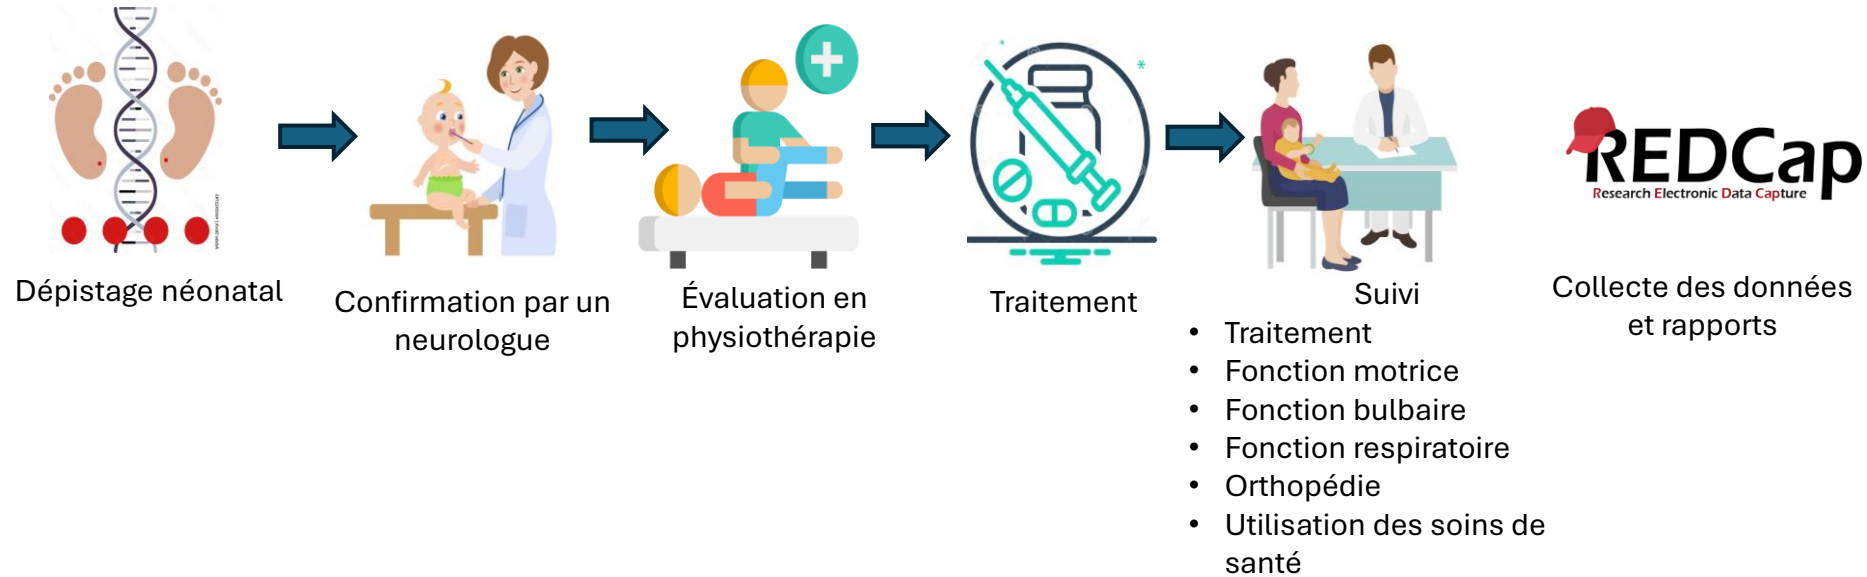 Dépistage néonatal
Confirmation par un
neurologue
Évaluation en
physiothérapie
Traitement
Suivi
• Traitement
• Fonction motrice
• Fonction bulbaire
• Fonction respiratoire
• Orthopédie
• Utilisation des soins de
santé
REDCap
Research Electronic Data Capture
Collecte des données
et rapports